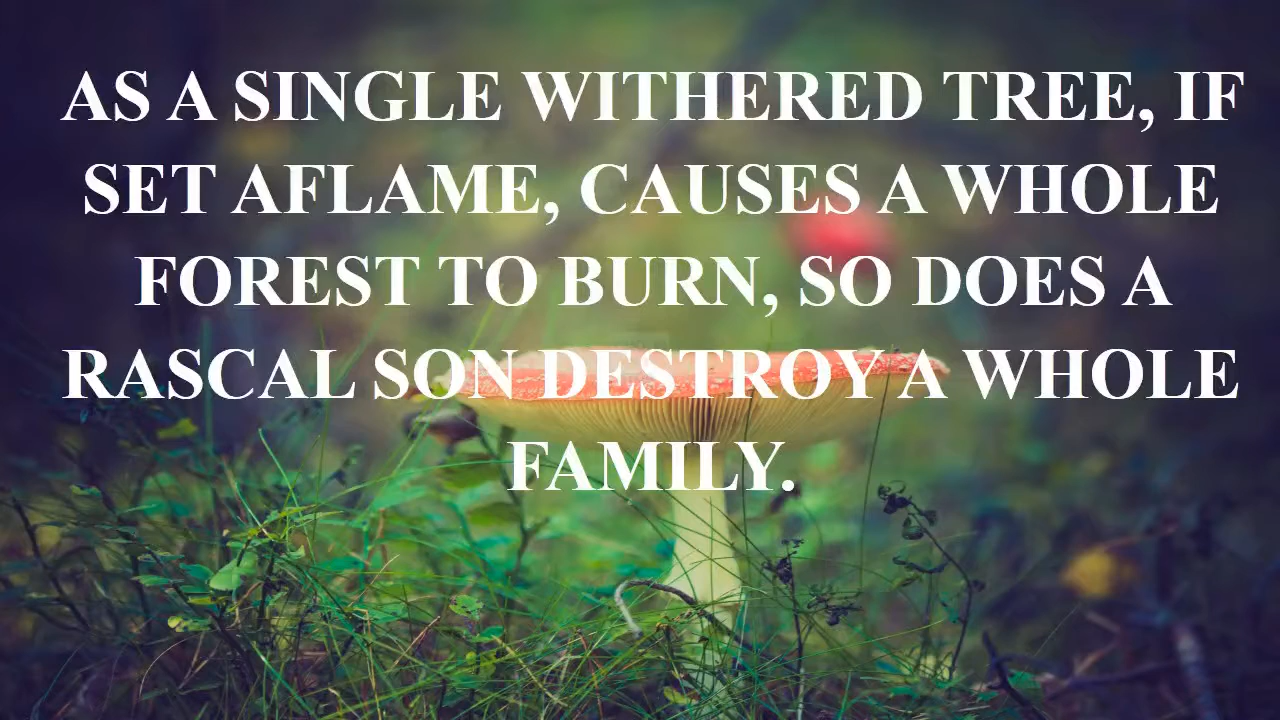 AS A SINGLE WITHERED TREE, IF
SET AFLAME, CAUSES A WHOLE
FOREST TO BURN, SO DOES A
RASCAL SON DESTROY A WHOLE
FAMILY.